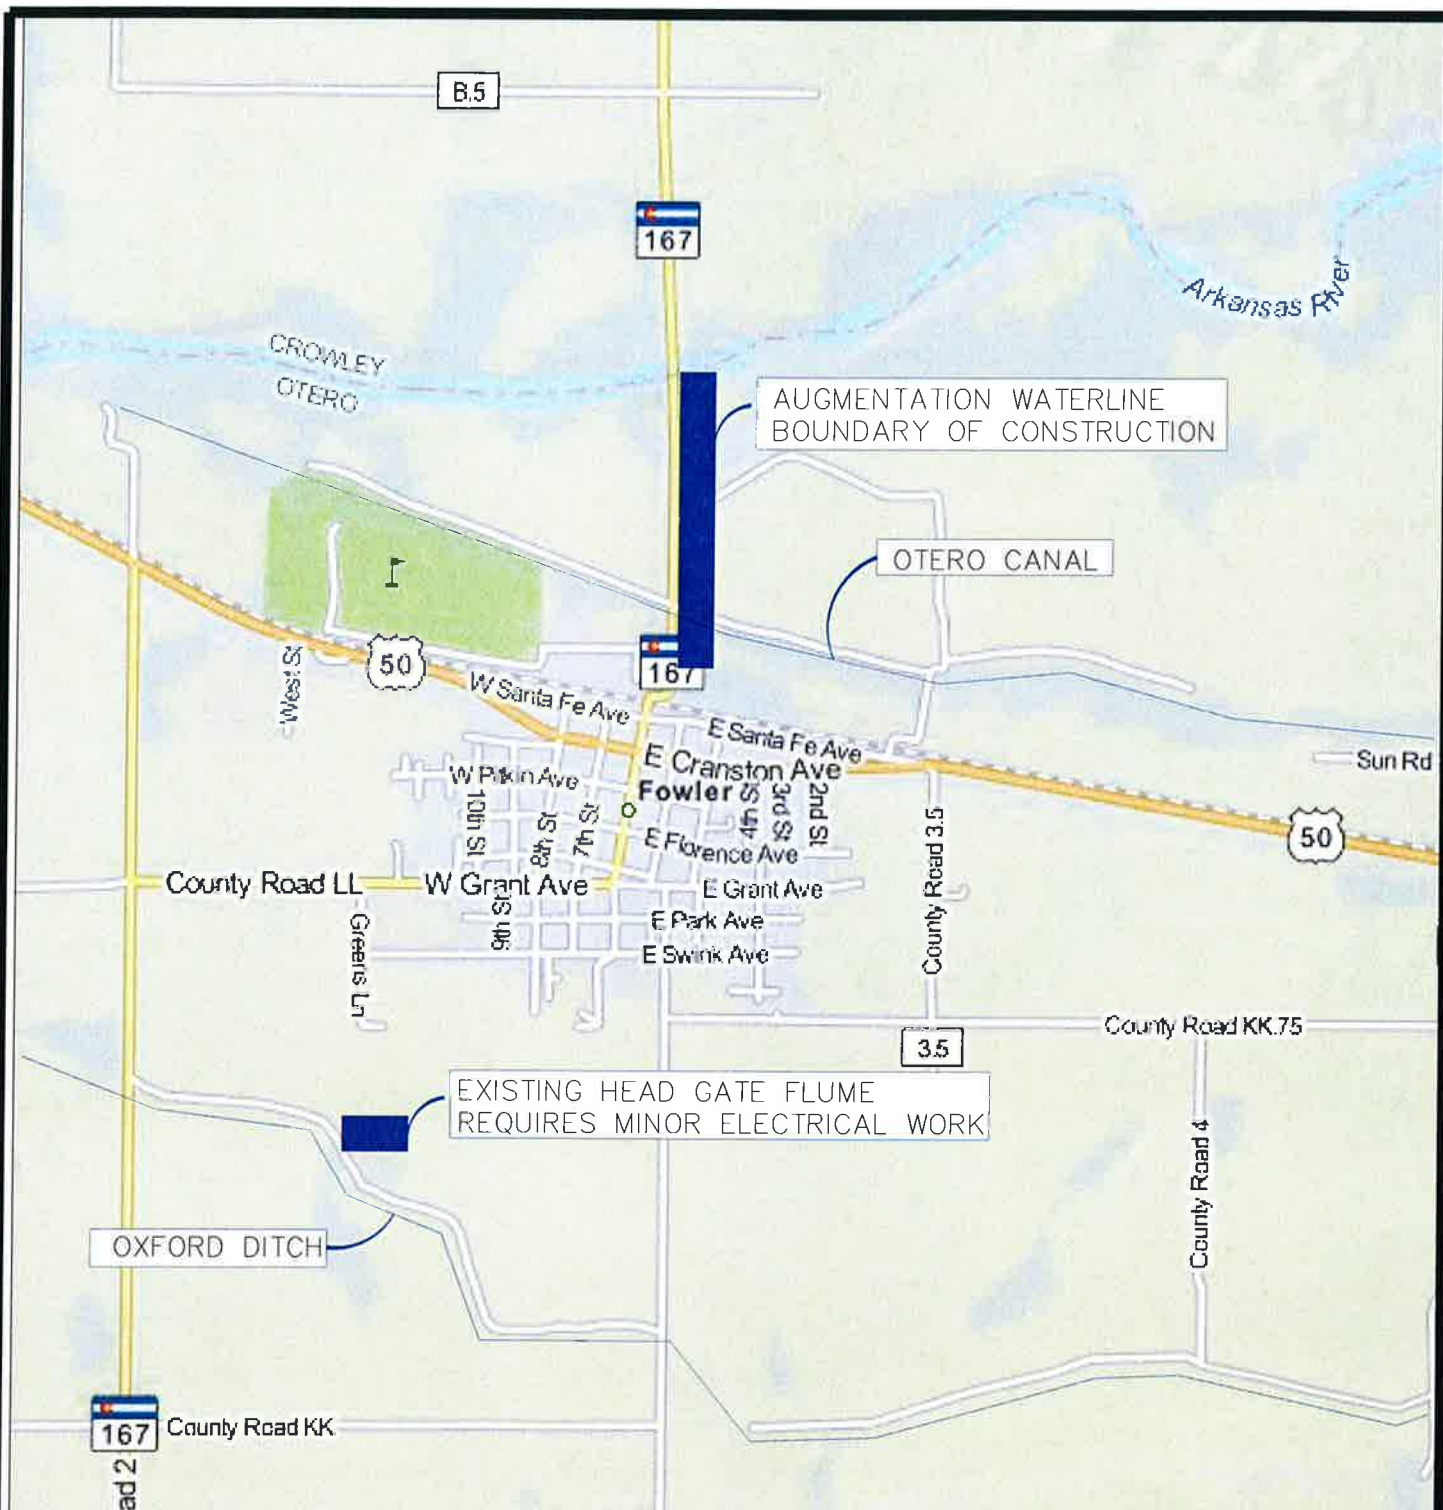 B.5
167
Arkansas River
CROWLEY
OTERO
AUGMENTATION WATERLINE
BOUNDARY OF CONSTRUCTION
OTERO CANAL
167
50
West St
W Santa Fe Ave
E Santa Fe Ave
E Cranston Ave
Sun Rd
W Pitkin Ave
Fowler
10th St
8th St
7th St
4th St
3rd St
2nd St
County Road 3.5
50
E Florence Ave
County Road LL
W Grant Ave
E Grant Ave
9th St
E Park Ave
Greens Ln
E Swink Ave
County Road KK.75
3.5
EXISTING HEAD GATE FLUME
REQUIRES MINOR ELECTRICAL WORK
County Road 4
OXFORD DITCH
167
County Road KK
ad 2